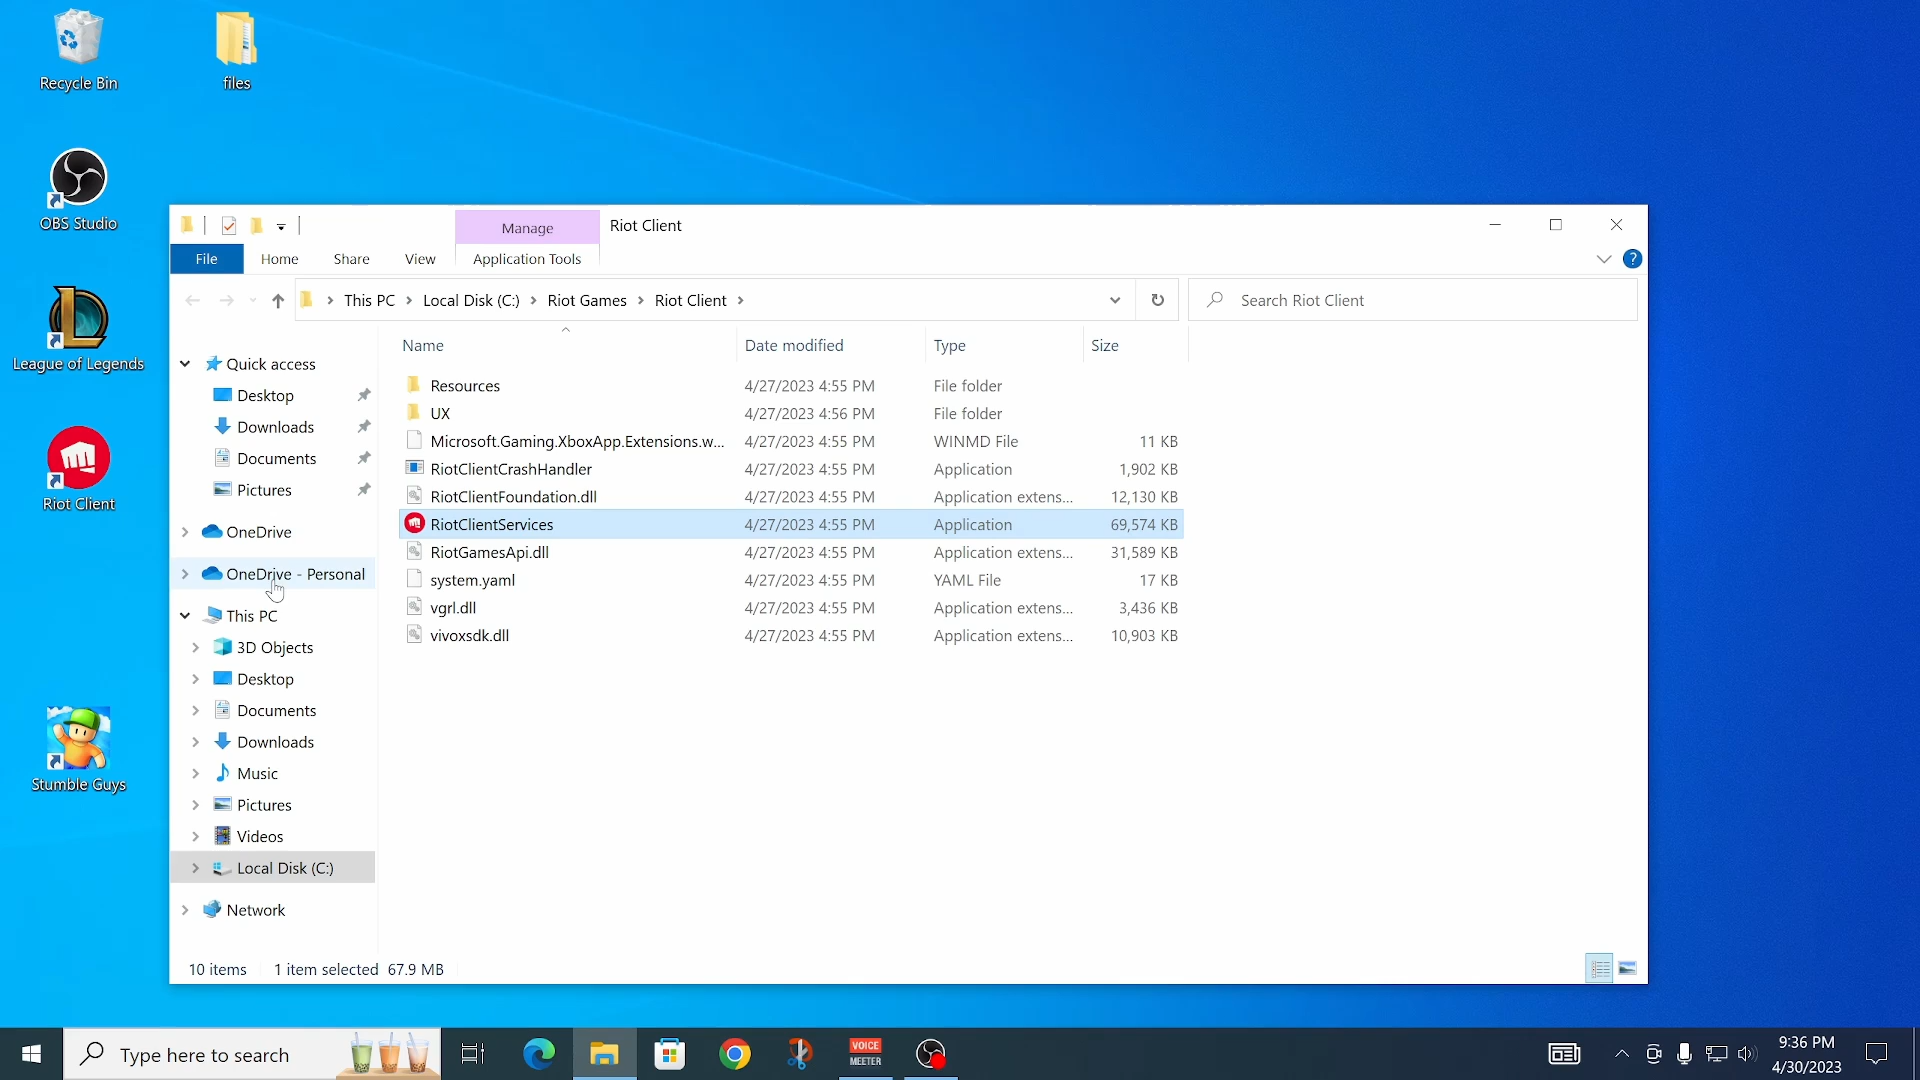 Recycle Bin
files
OBS Studio
League of Legends
Riot Client
Stumble Guys
Manage
Riot Client
File
Home
Share
View
Application Tools
?
This PC
Local Disk (C:)
Riot Games
Riot Client
Search Riot Client
Name
Date modified
Type
Size
Quick access
Desktop
Downloads
Documents
Pictures
OneDrive
OneDrive - Personal
This PC
3D Objects
Desktop
Documents
Downloads
Music
Pictures
Videos
Local Disk (C:)
Network
Resources 4/27/2023 4:55 PM File folder
UX 4/27/2023 4:56 PM File folder
Microsoft.Gaming.XboxApp.Extensions.w... 4/27/2023 4:55 PM WINMD File 11 KB
RiotClientCrashHandler 4/27/2023 4:55 PM Application 1,902 KB
RiotClientFoundation.dll 4/27/2023 4:55 PM Application extens... 12,130 KB
RiotClientServices 4/27/2023 4:55 PM Application 69,574 KB
RiotGamesApi.dll 4/27/2023 4:55 PM Application extens... 31,589 KB
system.yaml 4/27/2023 4:55 PM YAML File 17 KB
vgrl.dll 4/27/2023 4:55 PM Application extens... 3,436 KB
vivoxsdk.dll 4/27/2023 4:55 PM Application extens... 10,903 KB
10 items 1 item selected 67.9 MB
Type here to search
VOICE
MEETER
9:36 PM
4/30/2023